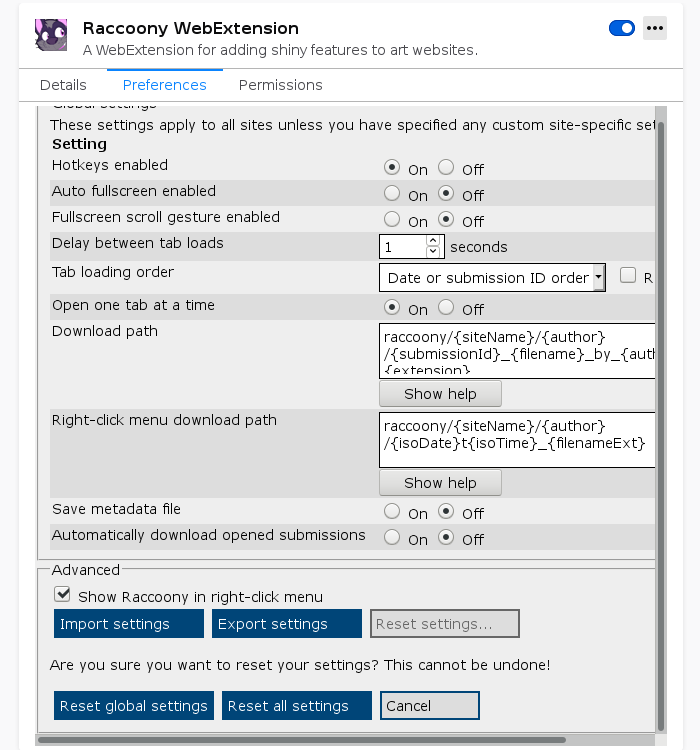 Raccoony WebExtension
A WebExtension for adding shiny features to art websites.
Details Preferences Permissions
Global settings
These settings apply to all sites unless you have specified any custom site-specific
Setting
Hotkeys enabled On Off
Auto fullscreen enabled On Off
Fullscreen scroll gesture enabled On Off
Delay between tab loads 1 seconds
Tab loading order Date or submission ID order R
Open one tab at a time On Off
Download path raccoony/{siteName}/{author}
/{submissionId}_{filename}_by_{auth
{extension}
Show help
Right-click menu download path raccoony/{siteName}/{author}
/{isoDate}t{isoTime}_{filenameExt}
Show help
Save metadata file On Off
Automatically download opened submissions On Off
Advanced
Show Raccoony in right-click menu
Import settings Export settings Reset settings...
Are you sure you want to reset your settings? This cannot be undone!
Reset global settings Reset all settings Cancel